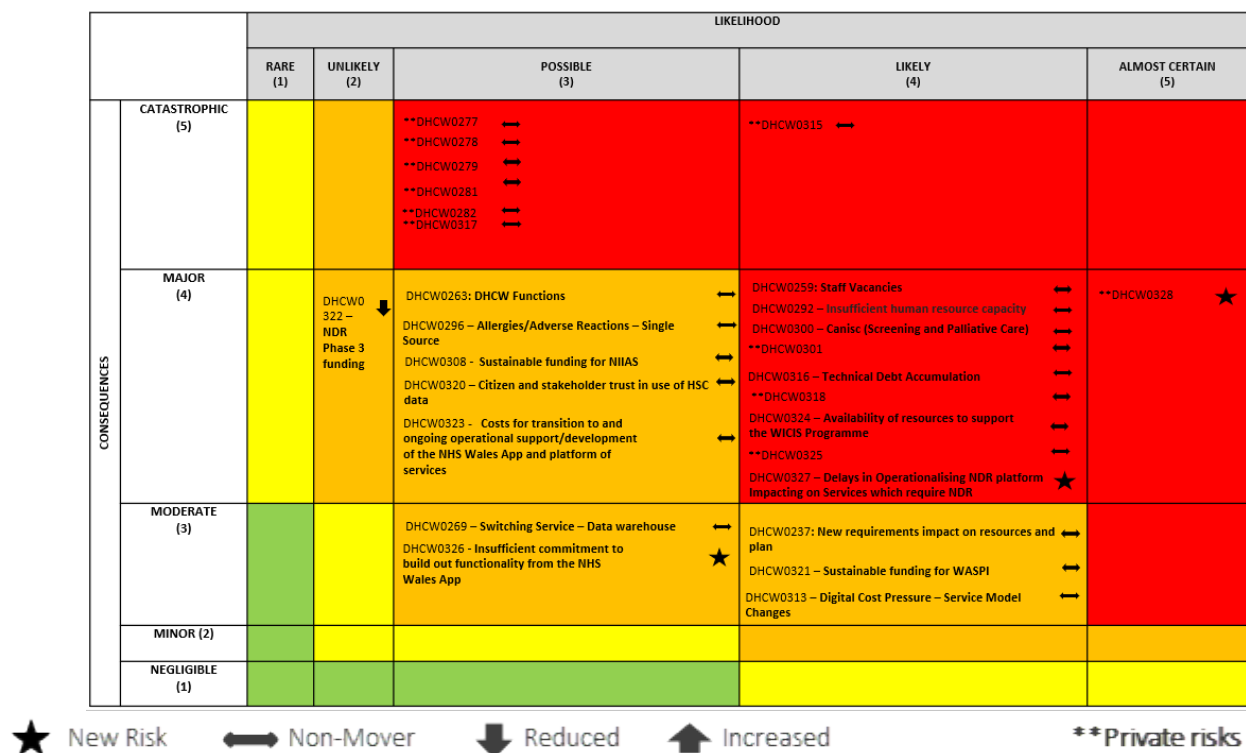 LIKELIHOOD
RARE
(1)
UNLIKELY
(2)
POSSIBLE
(3)
LIKELY
(4)
ALMOST CERTAIN
(5)
CONSEQUENCES
CATASTROPHIC
(5)
**DHCW0277
**DHCW0278
**DHCW0279
**DHCW0281
**DHCW0282
**DHCW0317
**DHCW0315
MAJOR
(4)
DHCW0
322 –
NDR
Phase 3
funding
DHCW0263: DHCW Functions
DHCW0296 – Allergies/Adverse Reactions – Single
Source
DHCW0308 - Sustainable funding for NIIAS
DHCW0320 – Citizen and stakeholder trust in use of HSC
data
DHCW0323 - Costs for transition to and
ongoing operational support/development
of the NHS Wales App and platform of
services
DHCW0259: Staff Vacancies
DHCW0292 – Insufficient human resource capacity
DHCW0300 – Canisc (Screening and Palliative Care)
**DHCW0301
DHCW0316 – Technical Debt Accumulation
**DHCW0318
DHCW0324 – Availability of resources to support
the WICIS Programme
**DHCW0325
DHCW0327 – Delays in Operationalising NDR platform
Impacting on Services which require NDR
**DHCW0328
MODERATE
(3)
DHCW0269 – Switching Service – Data warehouse
DHCW0326 - Insufficient commitment to
build out functionality from the NHS
Wales App
DHCW0237: New requirements impact on resources and
plan
DHCW0321 – Sustainable funding for WASPI
DHCW0313 – Digital Cost Pressure – Service Model
Changes
MINOR (2)
NEGLIGIBLE
(1)
New Risk
Non-Mover
Reduced
Increased
**Private risks